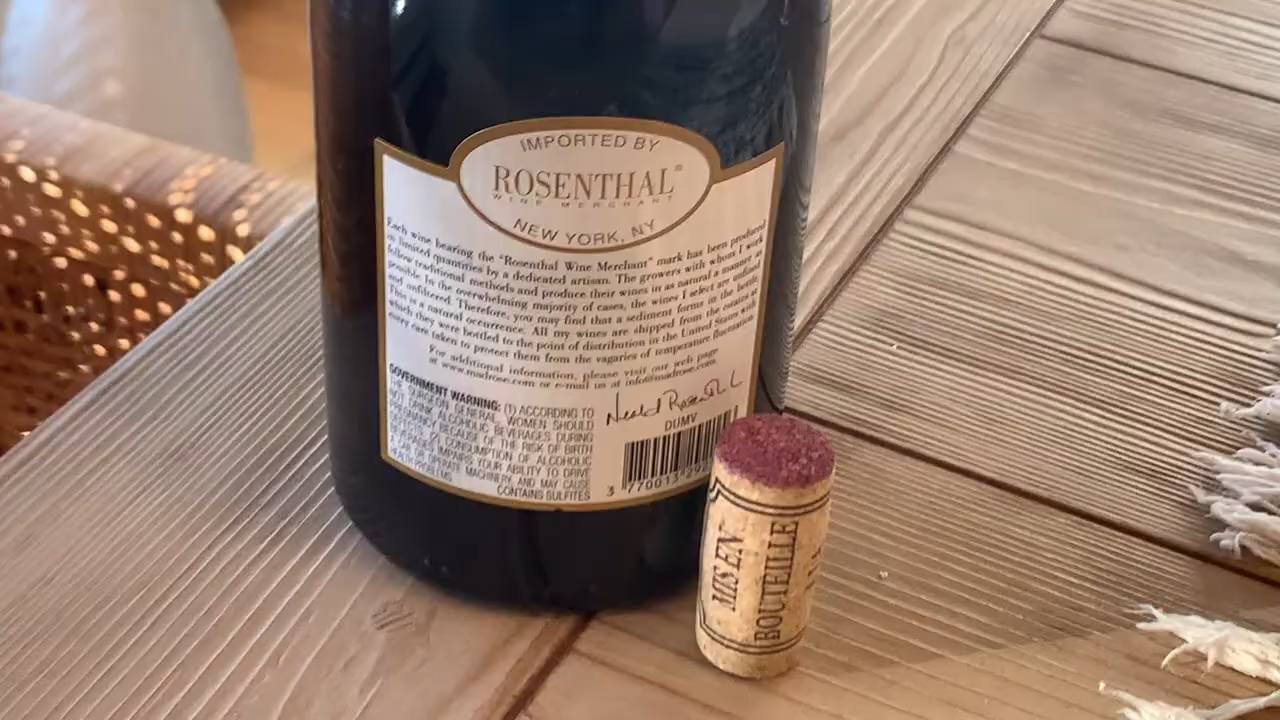 IMPORTED BY
ROSENTHAL®
WINE MERCHANT
NEW YORK, NY
Each wine bearing the "Rosenthal Wine Merchant" mark has been produced
in limited quantities by a dedicated artisan. The growers with whom I work
follow traditional methods and produce their wines in as natural a manner as
possible. In the overwhelming majority of cases, the wines I select are unfined
and unfiltered. Therefore, you may find that a sediment forms in the bottle.
This is a natural occurrence. All my wines are shipped from the estates at
which they were bottled to the point of distribution in the United States with
every care taken to protect them from the vagaries of temperature fluctuation.
For additional information, please visit our web page
at www.madrose.com or e-mail us at info@madrose.com.
GOVERNMENT WARNING: (1) ACCORDING TO
THE SURGEON GENERAL, WOMEN SHOULD
NOT DRINK ALCOHOLIC BEVERAGES DURING
PREGNANCY BECAUSE OF THE RISK OF BIRTH
DEFECTS. (2) CONSUMPTION OF ALCOHOLIC
BEVERAGES IMPAIRS YOUR ABILITY TO DRIVE
A CAR OR OPERATE MACHINERY, AND MAY CAUSE
HEALTH PROBLEMS.
CONTAINS SULFITES
Neal Rosenthal
DUMV
3 770013
MIS EN
BOUTEILLE